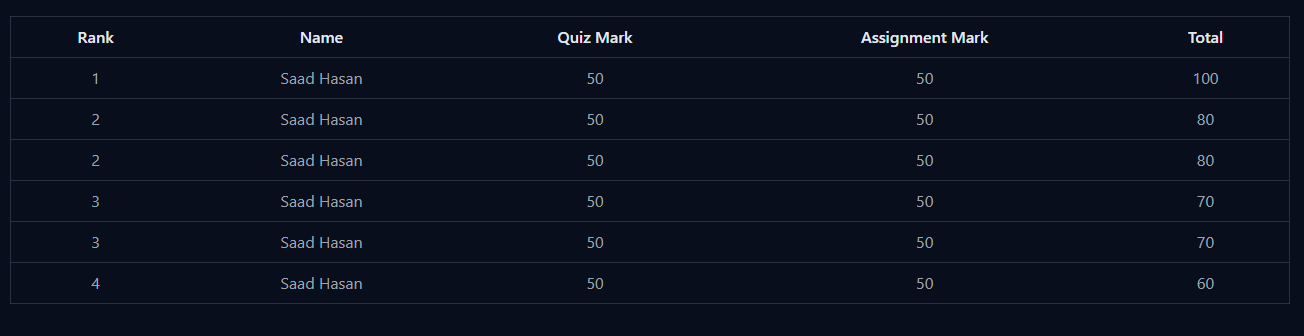 Rank Name Quiz Mark Assignment Mark Total
1 Saad Hasan 50 50 100
2 Saad Hasan 50 50 80
2 Saad Hasan 50 50 80
3 Saad Hasan 50 50 70
3 Saad Hasan 50 50 70
4 Saad Hasan 50 50 60